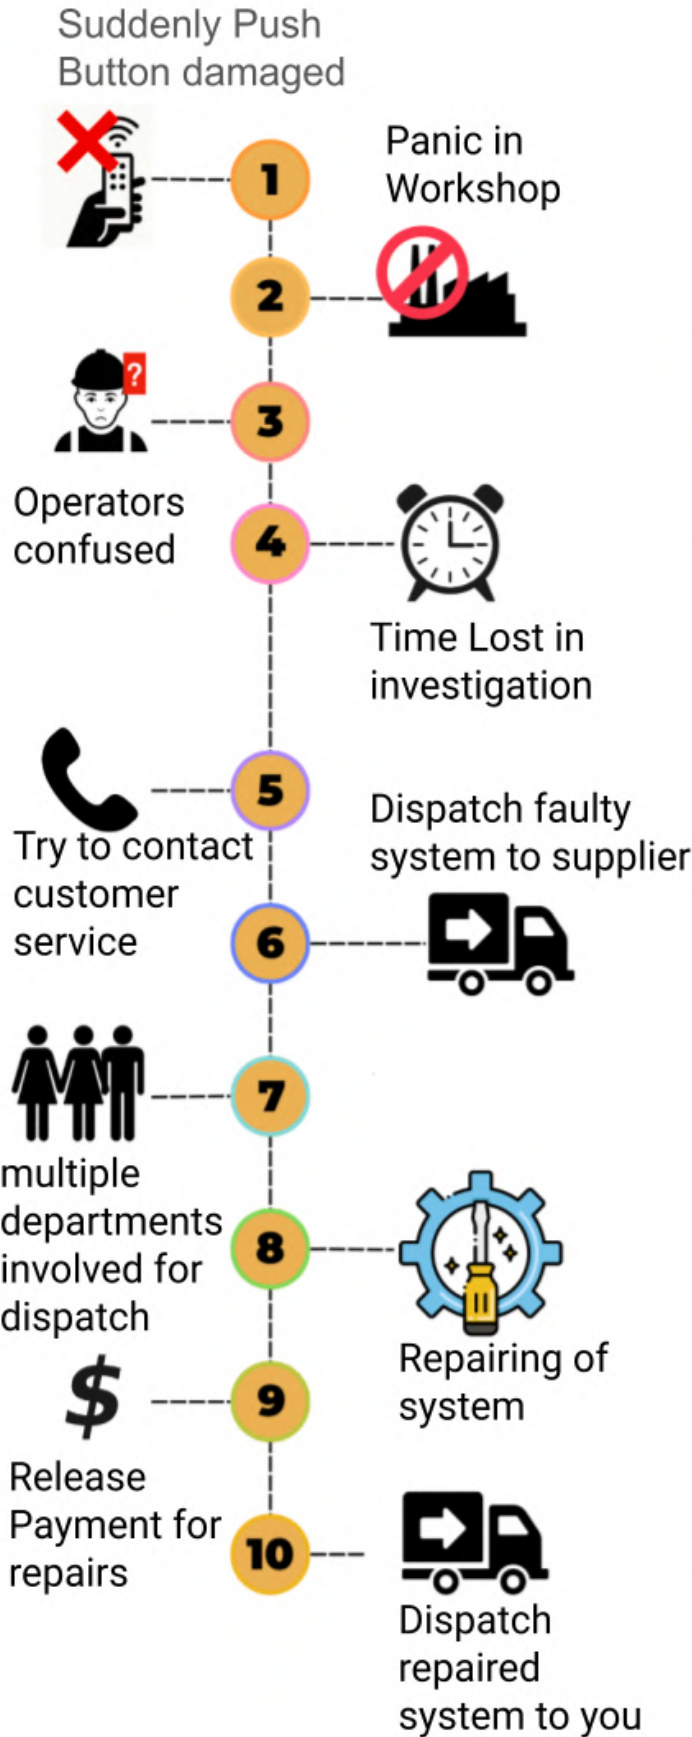 Suddenly Push
Button damaged
1
Panic in
Workshop
2
?
3
Operators
confused
4
Time Lost in
investigation
5
Try to contact
customer
service
Dispatch faulty
system to supplier
6
7
multiple
departments
involved for
dispatch
8
Repairing of
system
$
9
Release
Payment for
repairs
10
Dispatch
repaired
system to you